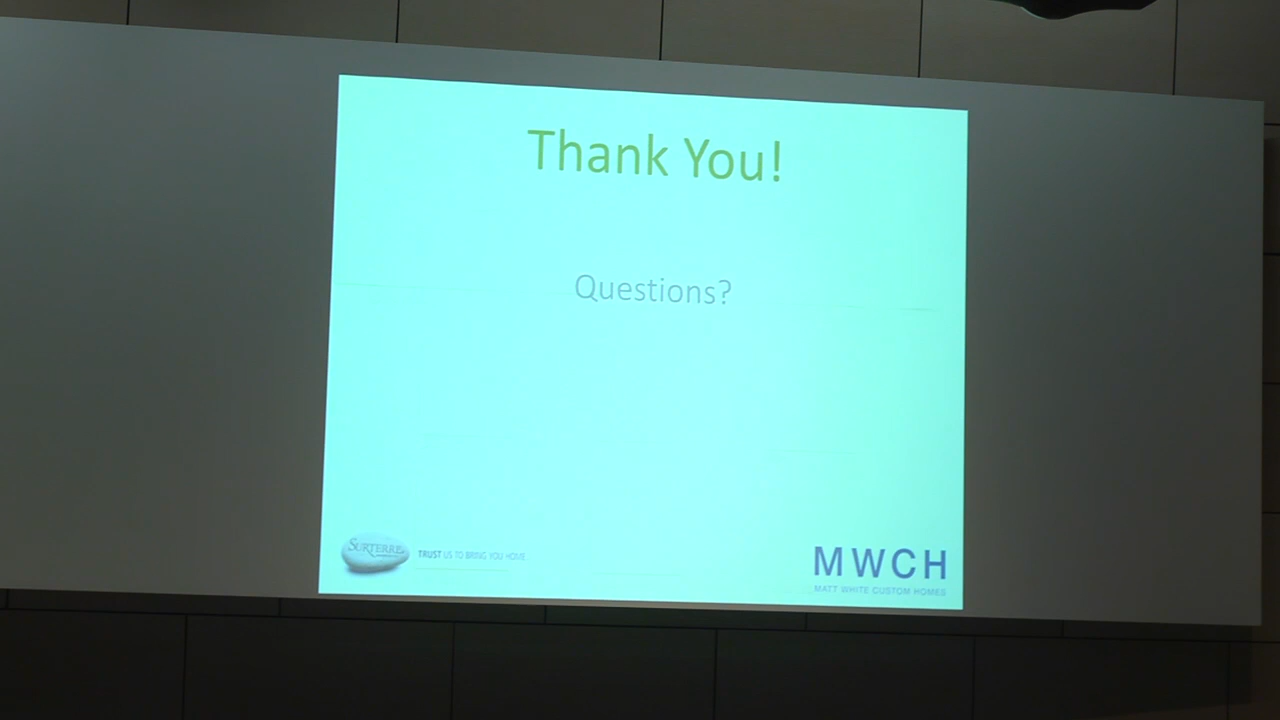 Thank You!
Questions?
SURTERRE
TRUST US TO BRING YOU HOME
MWCH
MATT WHITE CUSTOM HOMES